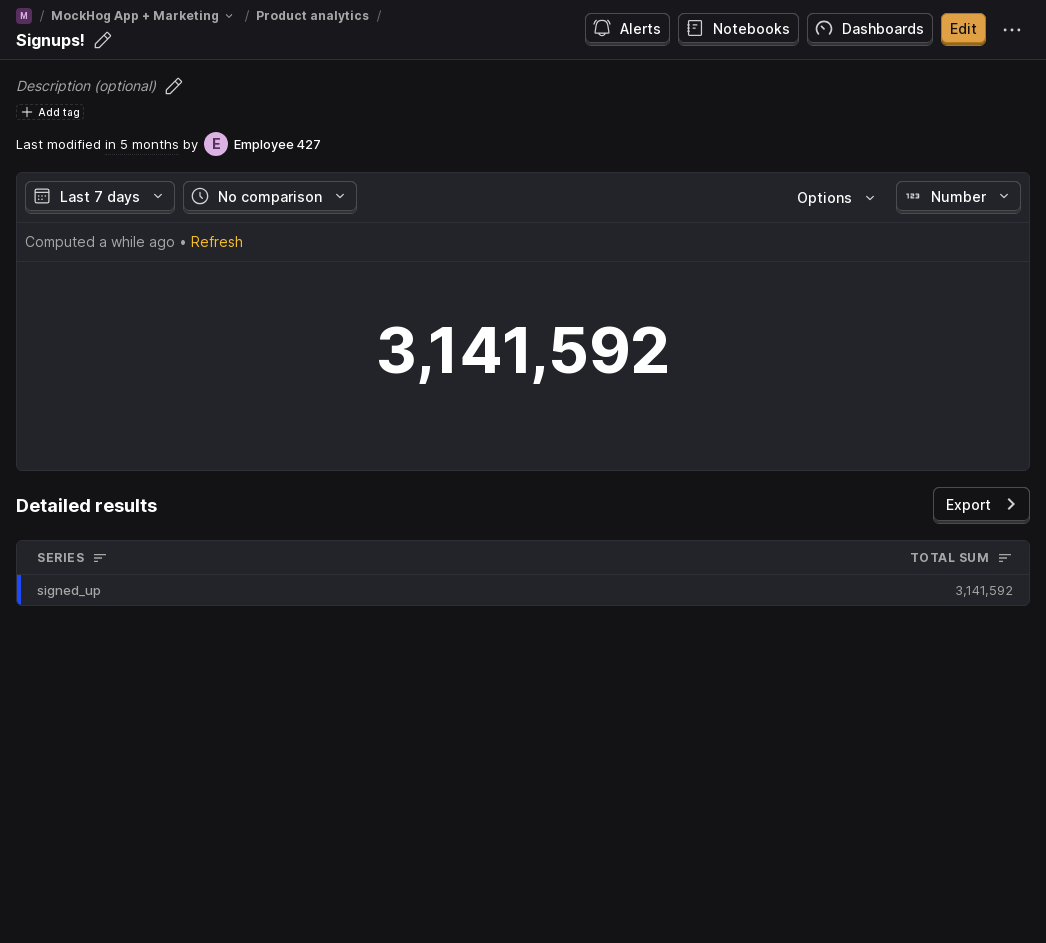 M / MockHog App + Marketing / Product analytics /
Signups!
Alerts Notebooks Dashboards Edit
Description (optional)
Add tag
Last modified in 5 months by E Employee 427
Last 7 days No comparison Options 123 Number
Computed a while ago • Refresh
3,141,592
Detailed results
Export
SERIES TOTAL SUM
signed_up 3,141,592